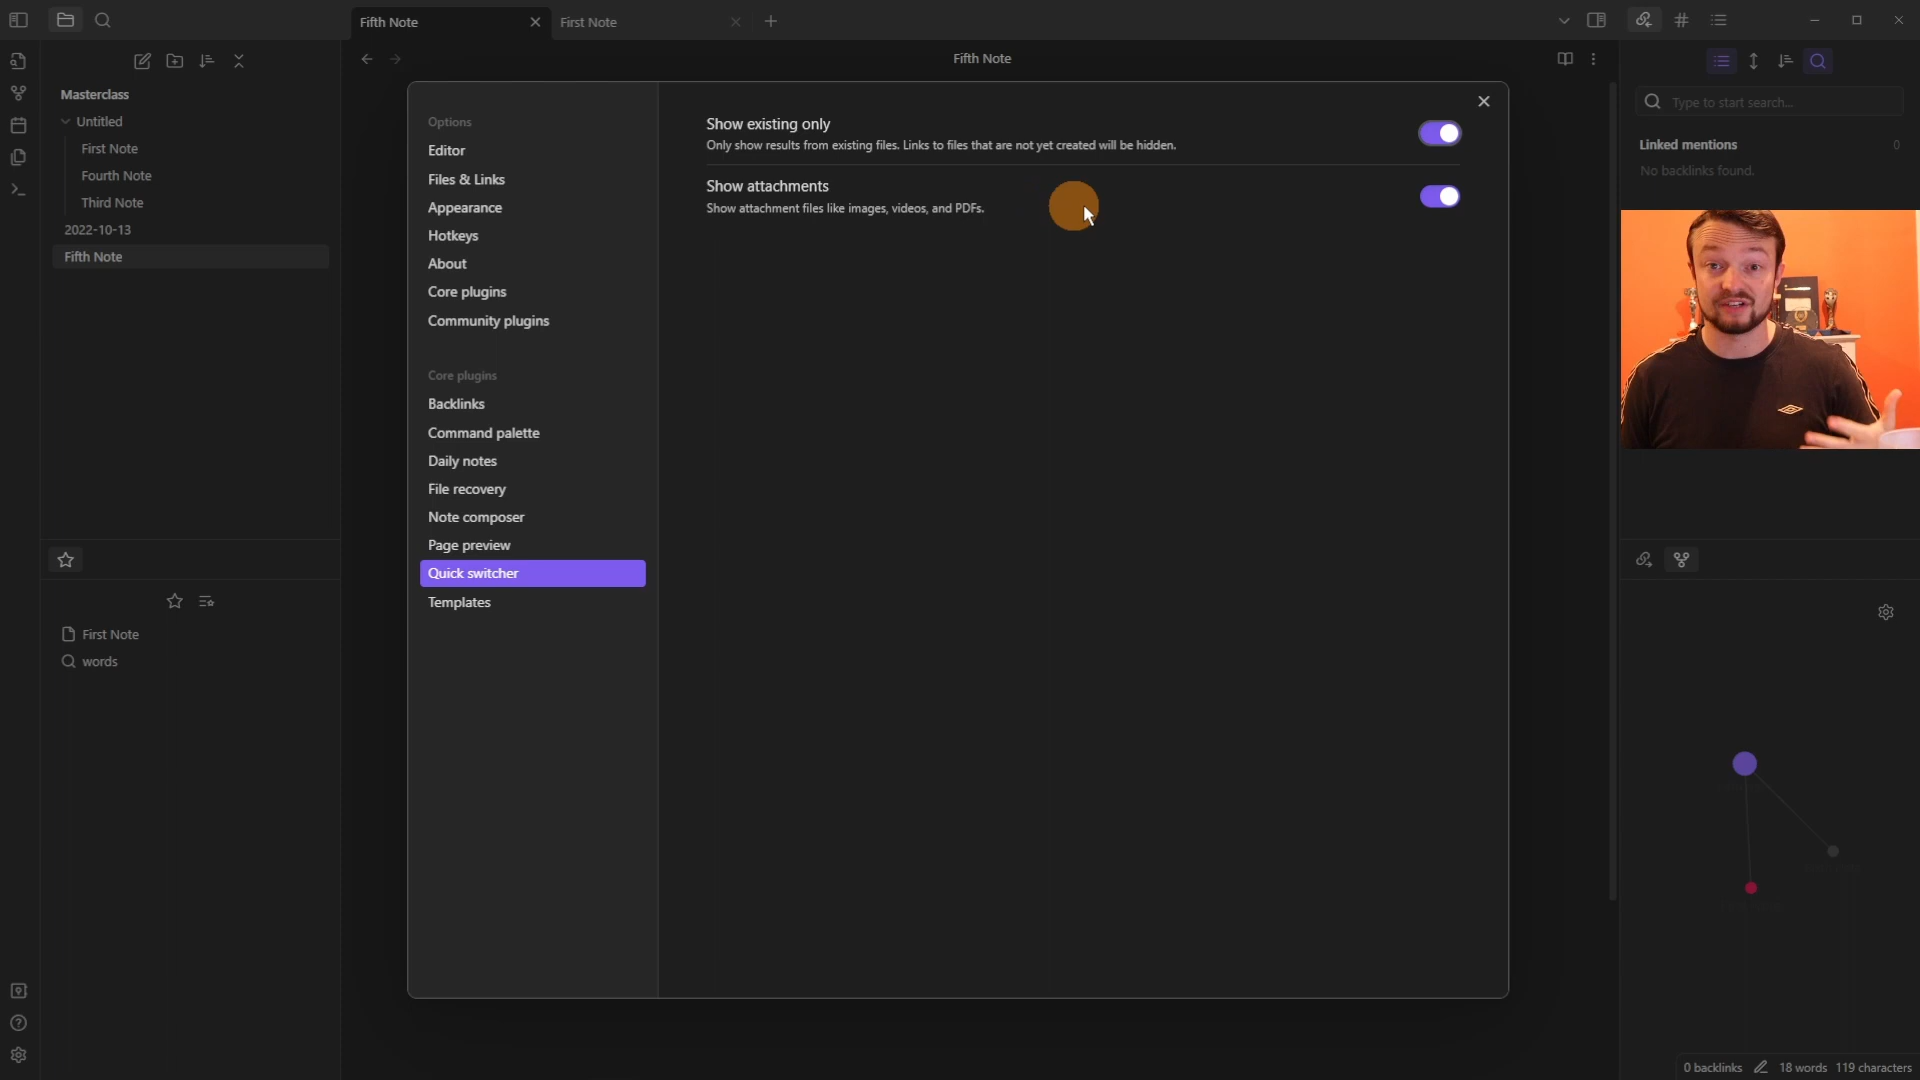 Fifth Note
First Note
Fifth Note
Masterclass
Untitled
First Note
Fourth Note
Third Note
2022-10-13
Fifth Note
First Note
words
Options
Editor
Files & Links
Appearance
Hotkeys
About
Core plugins
Community plugins
Core plugins
Backlinks
Command palette
Daily notes
File recovery
Note composer
Page preview
Quick switcher
Templates
Show existing only
Only show results from existing files. Links to files that are not yet created will be hidden.
Show attachments
Show attachment files like images, videos, and PDFs.
Type to start search...
Linked mentions 0
No backlinks found.
0 backlinks 18 words 119 characters